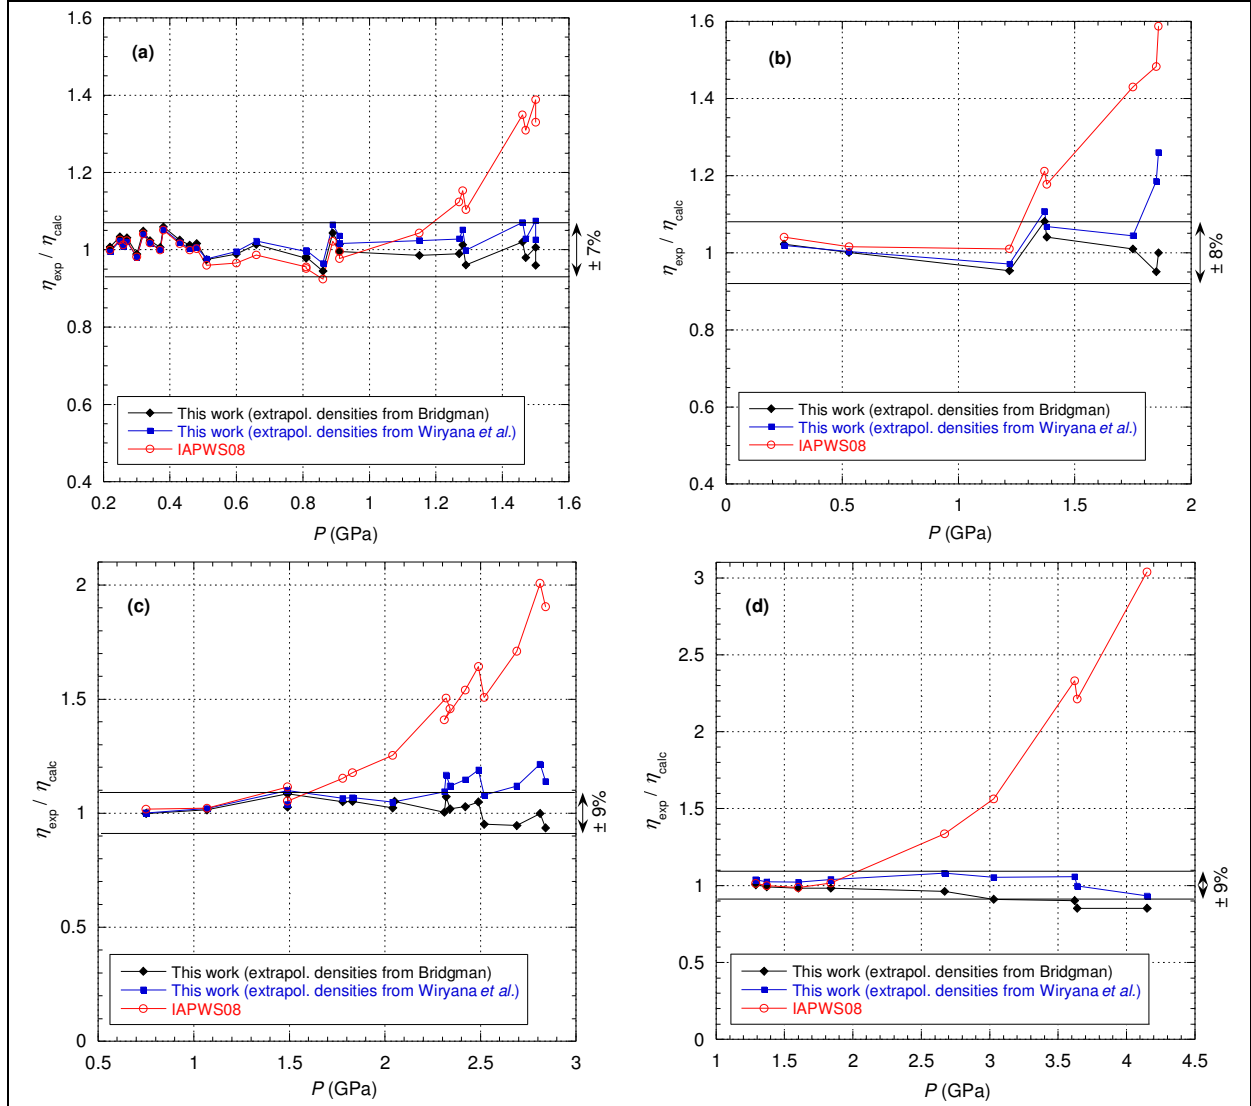 (a)
1.6
1.4
1.2
1
0.8
0.6
0.4
η_exp / η_calc
± 7%
This work (extrapol. densities from Bridgman)
This work (extrapol. densities from Wiryana et al.)
IAPWS08
0.2 0.4 0.6 0.8 1 1.2 1.4 1.6
P (GPa)
(b)
1.6
1.4
1.2
1
0.8
0.6
0.4
η_exp / η_calc
± 8%
This work (extrapol. densities from Bridgman)
This work (extrapol. densities from Wiryana et al.)
IAPWS08
0 0.5 1 1.5 2
P (GPa)
(c)
2
1.5
1
0.5
0
η_exp / η_calc
± 9%
This work (extrapol. densities from Bridgman)
This work (extrapol. densities from Wiryana et al.)
IAPWS08
0.5 1 1.5 2 2.5 3
P (GPa)
(d)
3
2.5
2
1.5
1
0.5
0
η_exp / η_calc
± 9%
This work (extrapol. densities from Bridgman)
This work (extrapol. densities from Wiryana et al.)
IAPWS08
1 1.5 2 2.5 3 3.5 4 4.5
P (GPa)